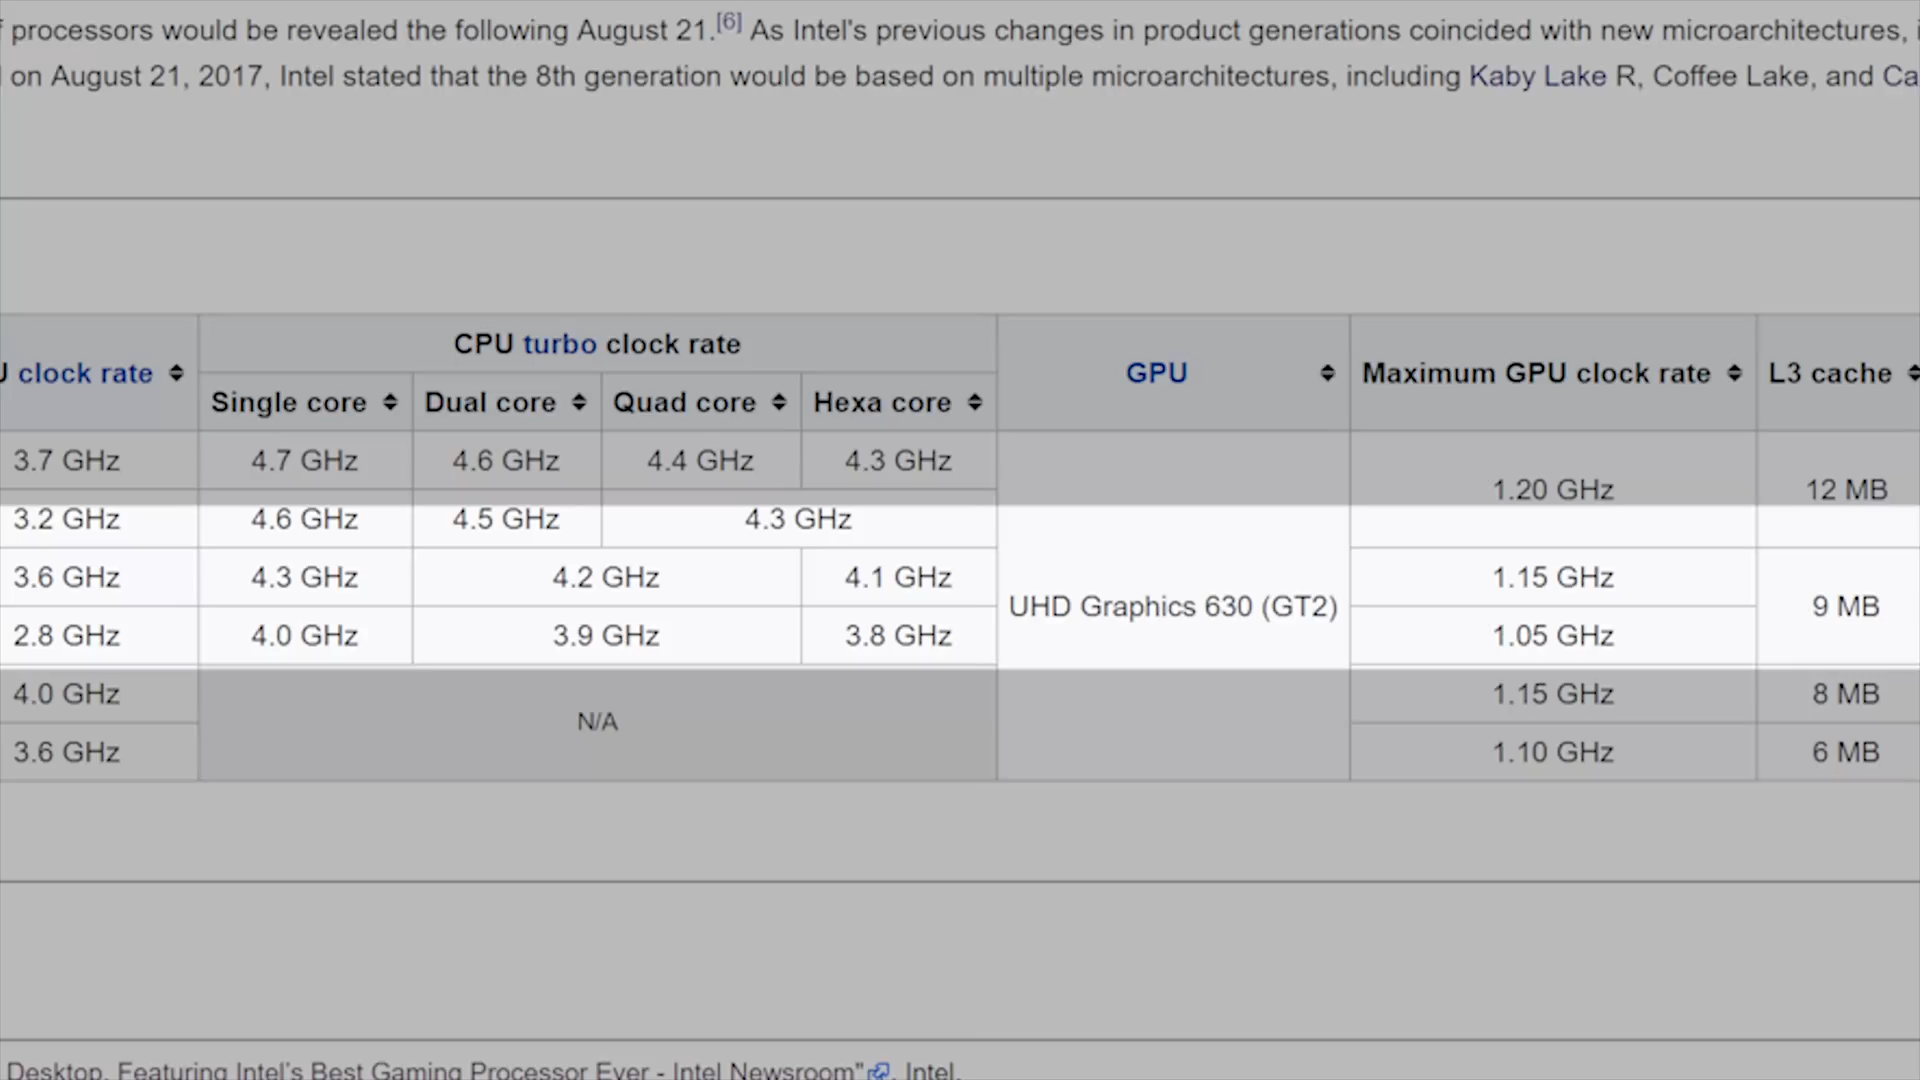 processors would be revealed the following August 21.[6] As Intel's previous changes in product generations coincided with new microarchitectures,
on August 21, 2017, Intel stated that the 8th generation would be based on multiple microarchitectures, including Kaby Lake R, Coffee Lake, and Ca
clock rate CPU turbo clock rate GPU Maximum GPU clock rate L3 cache
Single core Dual core Quad core Hexa core
3.7 GHz 4.7 GHz 4.6 GHz 4.4 GHz 4.3 GHz
1.20 GHz 12 MB
3.2 GHz 4.6 GHz 4.5 GHz 4.3 GHz
3.6 GHz 4.3 GHz 4.2 GHz 4.1 GHz 1.15 GHz
UHD Graphics 630 (GT2) 9 MB
2.8 GHz 4.0 GHz 3.9 GHz 3.8 GHz 1.05 GHz
4.0 GHz 1.15 GHz 8 MB
N/A
3.6 GHz 1.10 GHz 6 MB
Desktop, Featuring Intel's Best Gaming Processor Ever - Intel Newsroom". Intel.